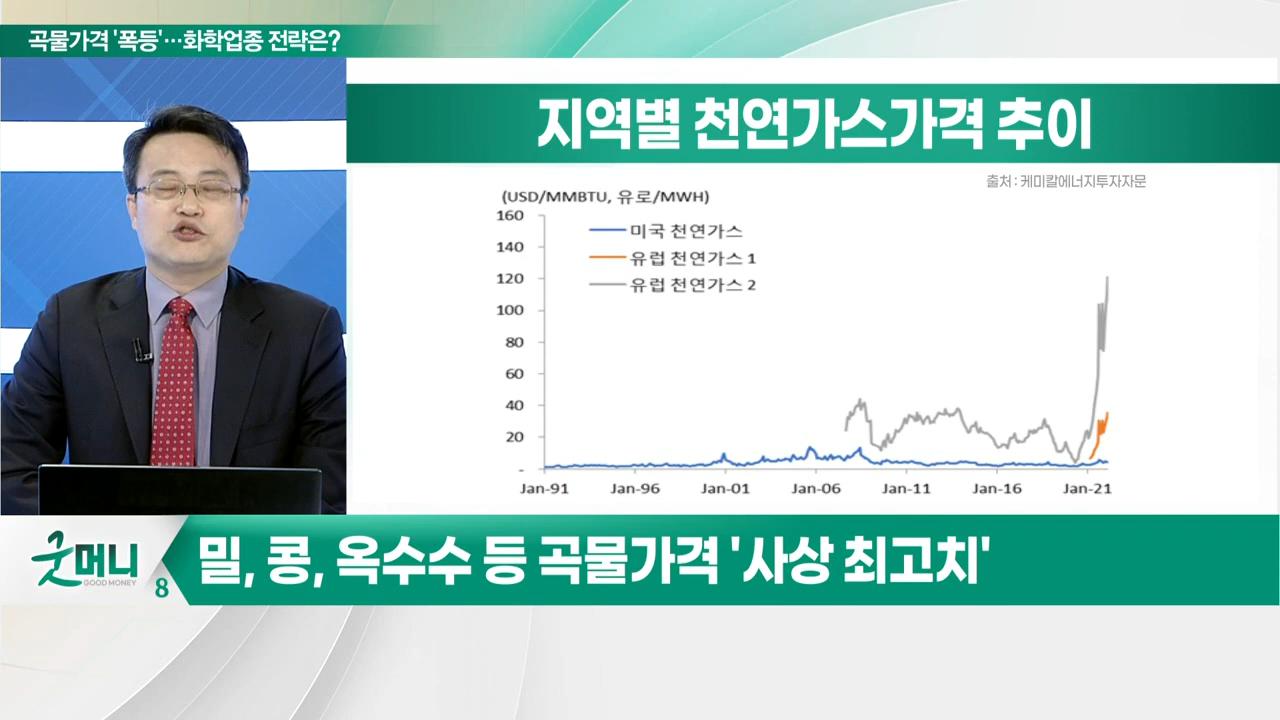 곡물가격 '폭등'…화학업종 전략은?
지역별 천연가스가격 추이
출처 : 케미칼에너지투자자문
(USD/MMBTU, 유로/MWH)
160
140
120
100
80
60
40
20
-
미국 천연가스
유럽 천연가스 1
유럽 천연가스 2
Jan-91 Jan-96 Jan-01 Jan-06 Jan-11 Jan-16 Jan-21
굿머니
GOOD MONEY
8
밀, 콩, 옥수수 등 곡물가격 '사상 최고치'